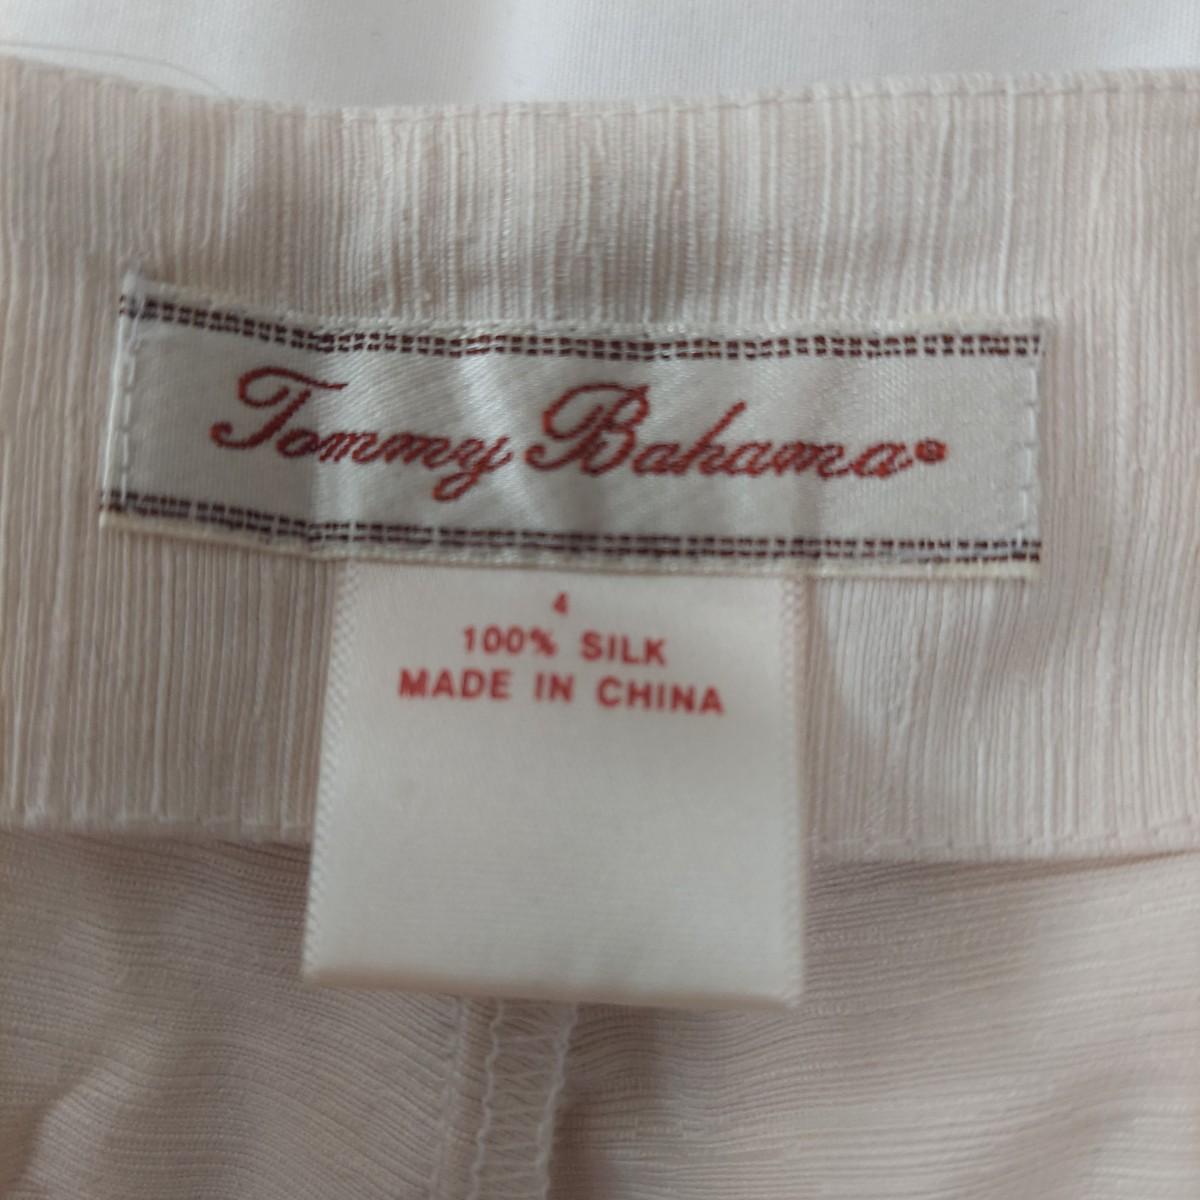 Tommy Bahama®
4
100% SILK
MADE IN CHINA